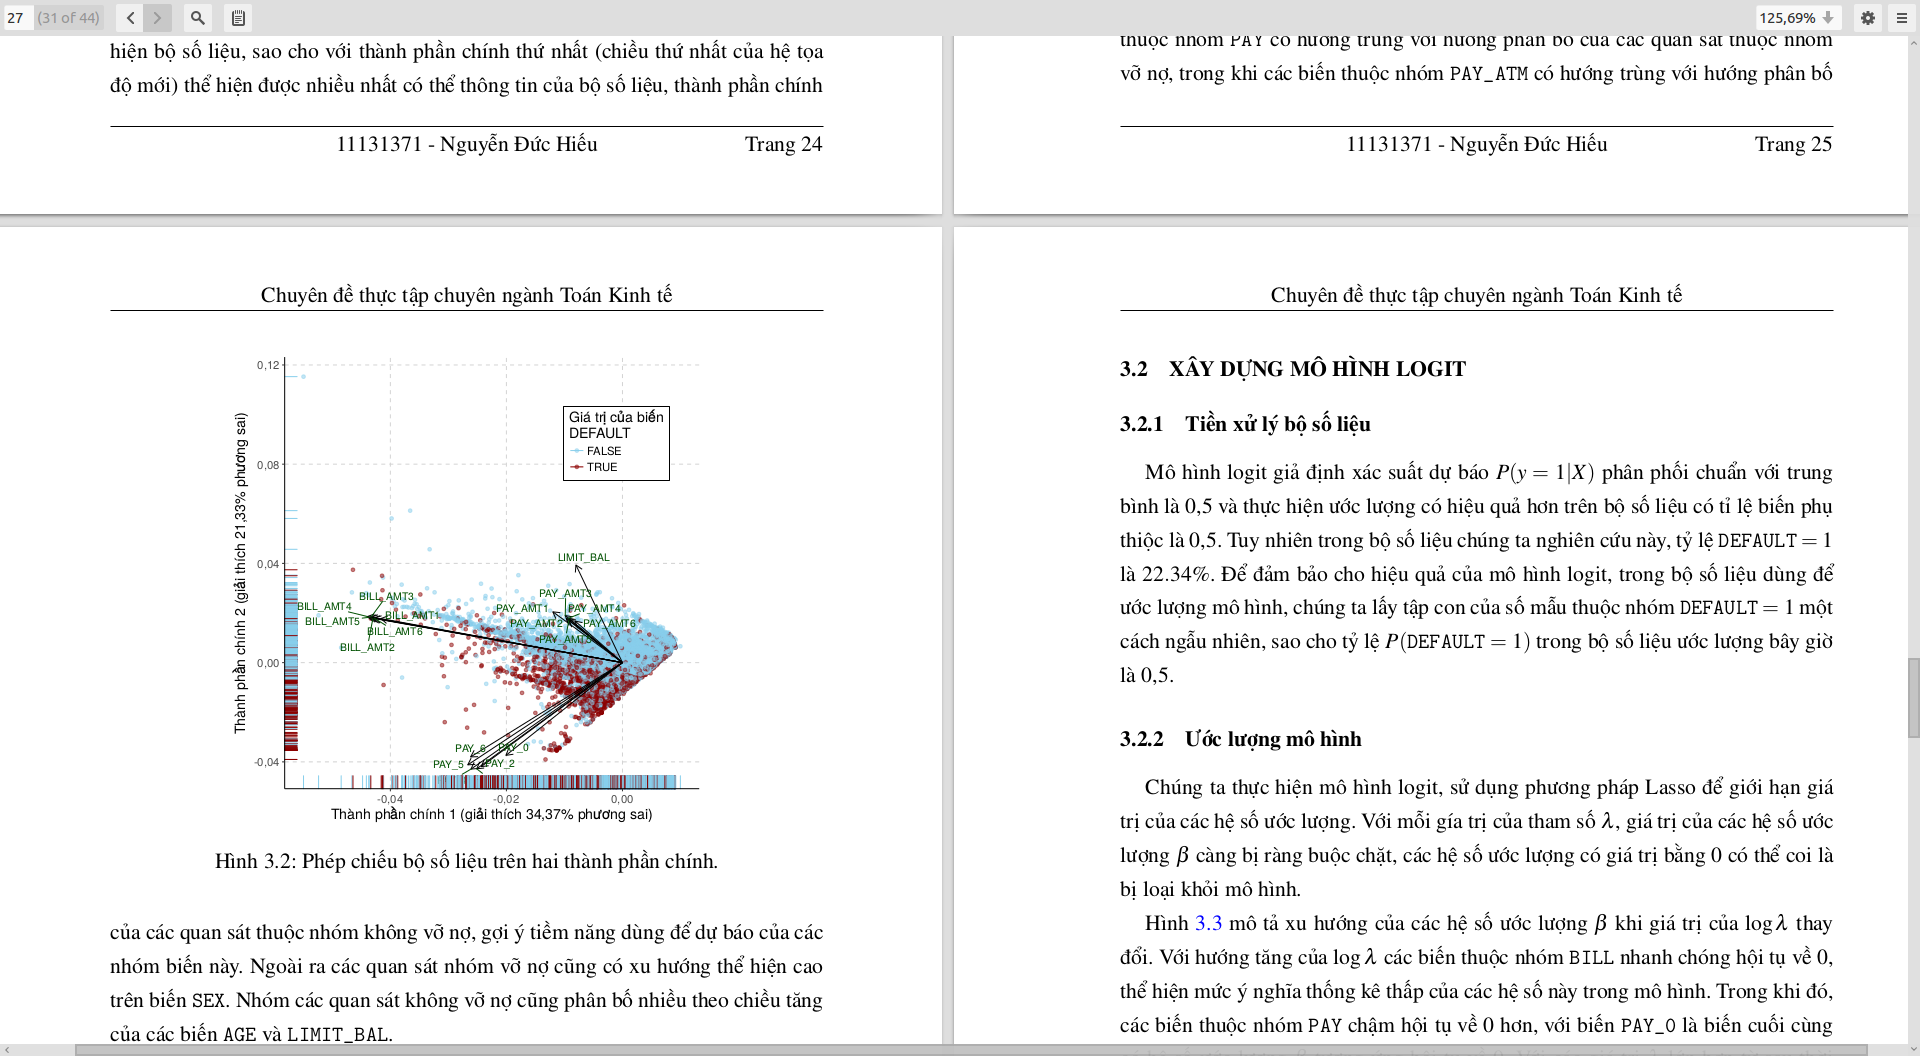 27 (31 of 44) 125,69%
hiện bộ số liệu, sao cho với thành phần chính thứ nhất (chiều thứ nhất của hệ tọa
độ mới) thể hiện được nhiều nhất có thể thông tin của bộ số liệu, thành phần chính
11131371 - Nguyễn Đức Hiếu Trang 24
thuộc nhóm PAY có hướng trùng với hướng phân bố của các quan sát thuộc nhóm
vỡ nợ, trong khi các biến thuộc nhóm PAY_ATM có hướng trùng với hướng phân bố
11131371 - Nguyễn Đức Hiếu Trang 25
Chuyên đề thực tập chuyên ngành Toán Kinh tế
Thành phần chính 2 (giải thích 21,33% phương sai)
0,12
0,08
0,04
0,00
-0,04
Giá trị của biến
DEFAULT
FALSE
TRUE
LIMIT_BAL
BILL_AMT3
BILL_AMT4
BILL_AMT1
BILL_AMT5
BILL_AMT6
BILL_AMT2
PAY_AMT3
PAY_AMT1
PAY_AMT4
PAY_AMT2
PAY_AMT6
PAY_AMT5
PAY_6
PAY_0
PAY_5
PAY_2
-0,04 -0,02 0,00
Thành phần chính 1 (giải thích 34,37% phương sai)
Hình 3.2: Phép chiếu bộ số liệu trên hai thành phần chính.
của các quan sát thuộc nhóm không vỡ nợ, gợi ý tiềm năng dùng để dự báo của các
nhóm biến này. Ngoài ra các quan sát nhóm vỡ nợ cũng có xu hướng thể hiện cao
trên biến SEX. Nhóm các quan sát không vỡ nợ cũng phân bố nhiều theo chiều tăng
của các biến AGE và LIMIT_BAL.
Chuyên đề thực tập chuyên ngành Toán Kinh tế
3.2 XÂY DỰNG MÔ HÌNH LOGIT
3.2.1 Tiền xử lý bộ số liệu
Mô hình logit giả định xác suất dự báo P(y = 1|X) phân phối chuẩn với trung
bình là 0,5 và thực hiện ước lượng có hiệu quả hơn trên bộ số liệu có tỉ lệ biến phụ
thiộc là 0,5. Tuy nhiên trong bộ số liệu chúng ta nghiên cứu này, tỷ lệ DEFAULT = 1
là 22.34%. Để đảm bảo cho hiệu quả của mô hình logit, trong bộ số liệu dùng để
ước lượng mô hình, chúng ta lấy tập con của số mẫu thuộc nhóm DEFAULT = 1 một
cách ngẫu nhiên, sao cho tỷ lệ P(DEFAULT = 1) trong bộ số liệu ước lượng bây giờ
là 0,5.
3.2.2 Ước lượng mô hình
Chúng ta thực hiện mô hình logit, sử dụng phương pháp Lasso để giới hạn giá
trị của các hệ số ước lượng. Với mỗi gía trị của tham số λ, giá trị của các hệ số ước
lượng β càng bị ràng buộc chặt, các hệ số ước lượng có giá trị bằng 0 có thể coi là
bị loại khỏi mô hình.
Hình 3.3 mô tả xu hướng của các hệ số ước lượng β khi giá trị của log λ thay
đổi. Với hướng tăng của log λ các biến thuộc nhóm BILL nhanh chóng hội tụ về 0,
thể hiện mức ý nghĩa thống kê thấp của các hệ số này trong mô hình. Trong khi đó,
các biến thuộc nhóm PAY chậm hội tụ về 0 hơn, với biến PAY_0 là biến cuối cùng